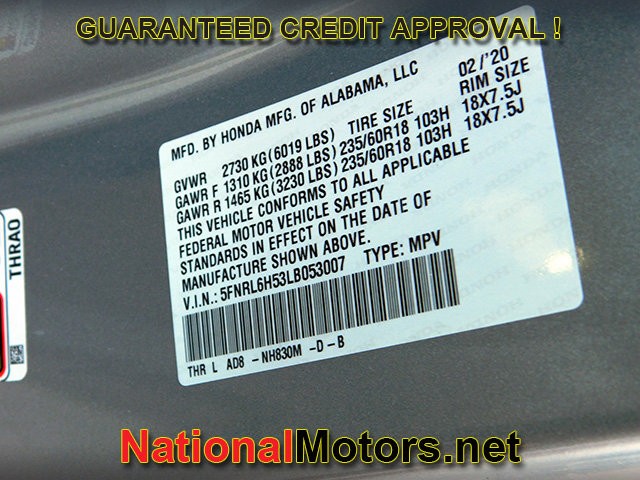 GUARANTEED CREDIT APPROVAL !
MFD. BY HONDA MFG. OF ALABAMA, LLC 02/'20
GVWR 2730 KG(6019 LBS) TIRE SIZE RIM SIZE
GAWR F 1310 KG(2888 LBS)235/60R18 103H 18X7.5J
GAWR R 1465 KG(3230 LBS)235/60R18 103H 18X7.5J
THIS VEHICLE CONFORMS TO ALL APPLICABLE
FEDERAL MOTOR VEHICLE SAFETY
STANDARDS IN EFFECT ON THE DATE OF
MANUFACTURE SHOWN ABOVE.
V.I.N.: 5FNRL6H53LB053007 TYPE: MPV
THR L AD8 -NH830M -D-B
THRA0
NationalMotors.net